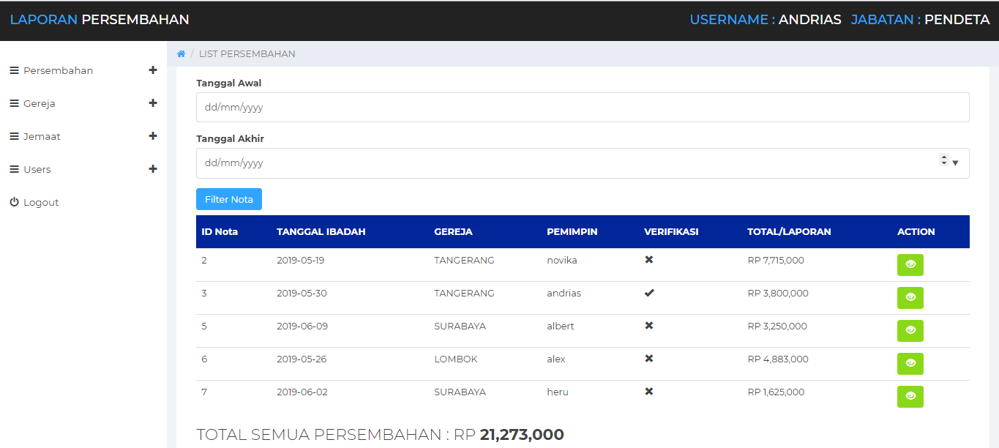 LAPORAN PERSEMBAHAN USERNAME : ANDRIAS JABATAN : PENDETA
/ LIST PERSEMBAHAN
Persembahan
Gereja
Jemaat
Users
Logout
Tanggal Awal
dd/mm/yyyy
Tanggal Akhir
dd/mm/yyyy
Filter Nota
ID Nota TANGGAL IBADAH GEREJA PEMIMPIN VERIFIKASI TOTAL/LAPORAN ACTION
2 2019-05-19 TANGERANG novika RP 7,715,000
3 2019-05-30 TANGERANG andrias RP 3,800,000
5 2019-06-09 SURABAYA albert RP 3,250,000
6 2019-05-26 LOMBOK alex RP 4,883,000
7 2019-06-02 SURABAYA heru RP 1,625,000
TOTAL SEMUA PERSEMBAHAN : RP 21,273,000